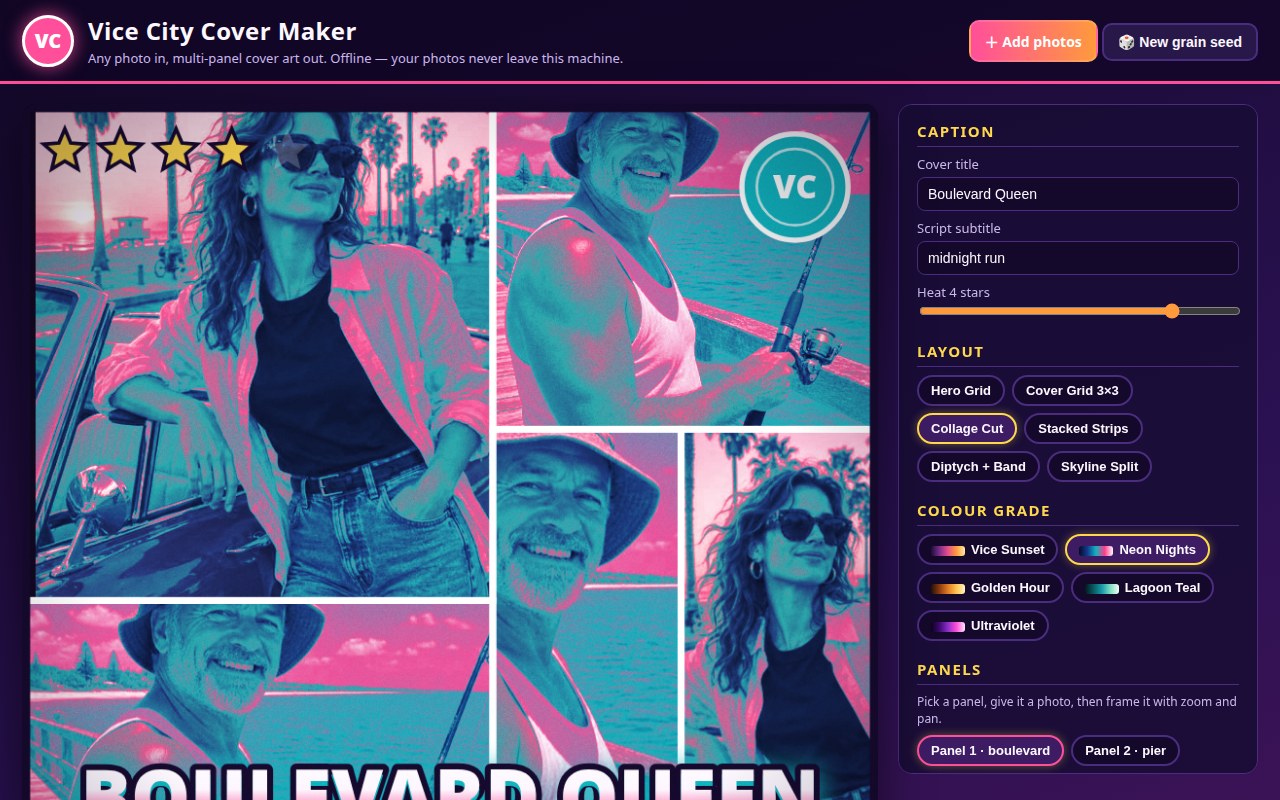 VC
Vice City Cover Maker
Any photo in, multi-panel cover art out. Offline — your photos never leave this machine.
+ Add photos
🎲 New grain seed
VC
BOULEVARD QUEEN
CAPTION
Cover title
Boulevard Queen
Script subtitle
midnight run
Heat 4 stars
LAYOUT
Hero Grid
Cover Grid 3×3
Collage Cut
Stacked Strips
Diptych + Band
Skyline Split
COLOUR GRADE
Vice Sunset
Neon Nights
Golden Hour
Lagoon Teal
Ultraviolet
PANELS
Pick a panel, give it a photo, then frame it with zoom and
pan.
Panel 1 · boulevard
Panel 2 · pier